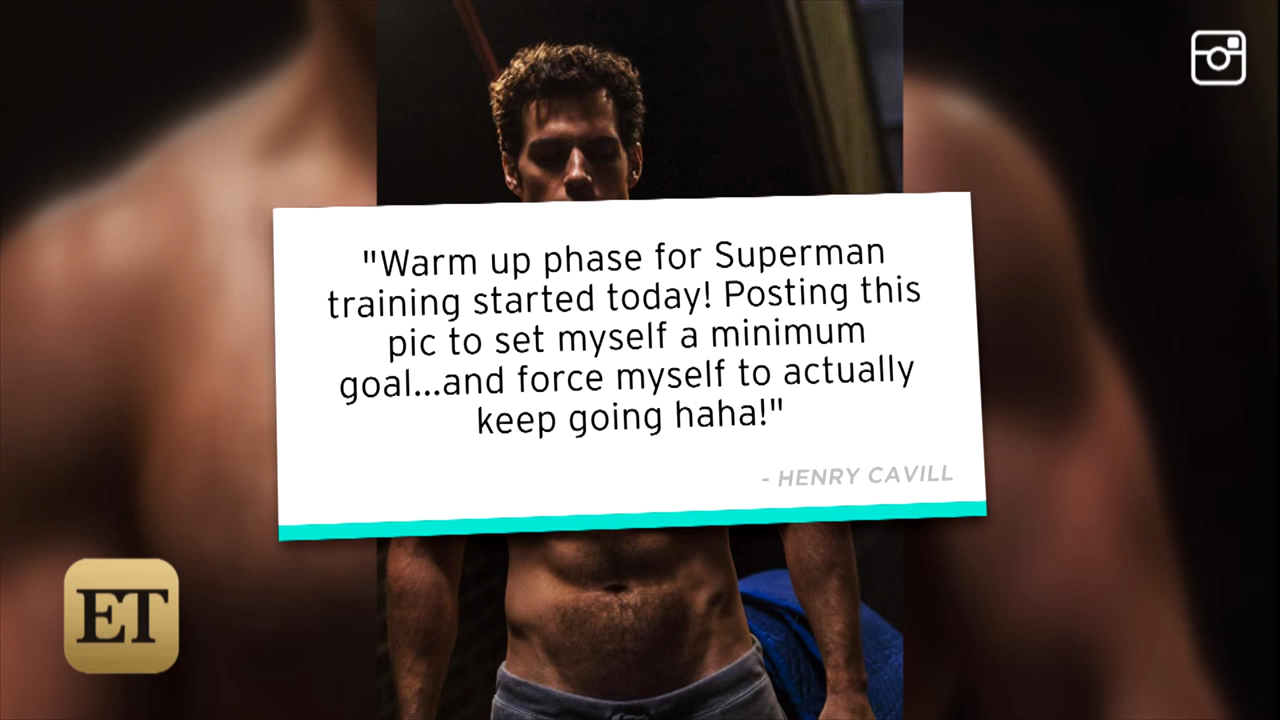 "Warm up phase for Superman
training started today! Posting this
pic to set myself a minimum
goal...and force myself to actually
keep going haha!"
- HENRY CAVILL
ET